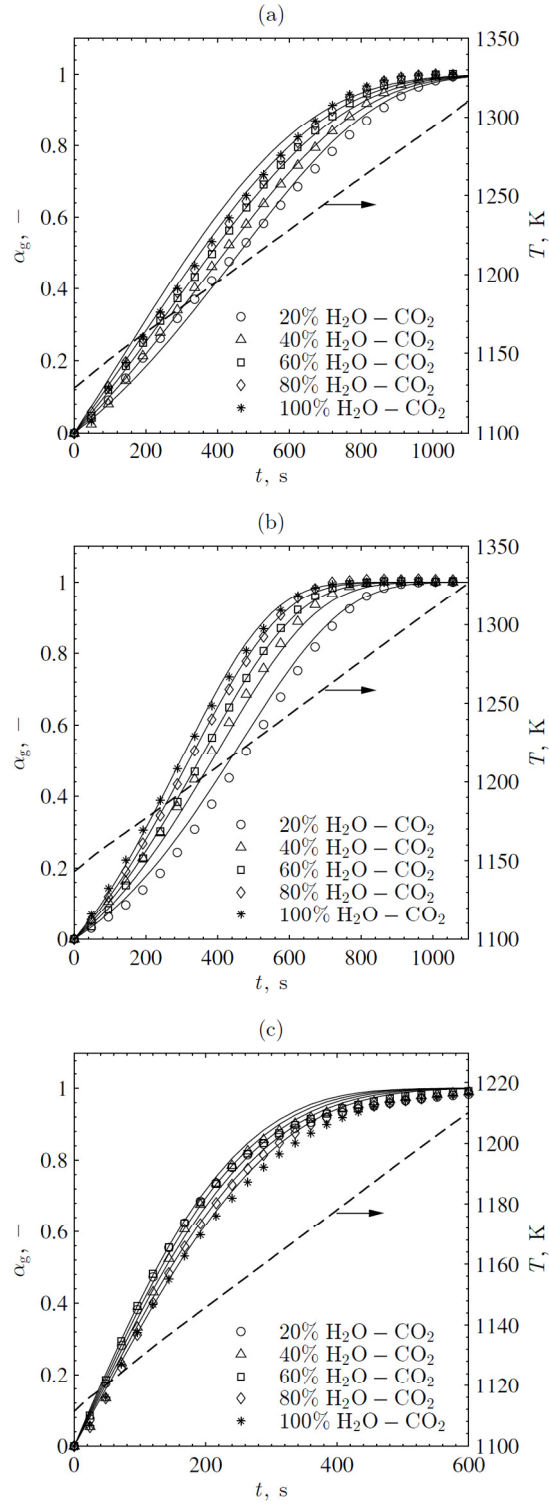 (a)
1350
1
1300
0.8
0.6
1250
αg, –
T, K
0.4
1200
20% H2O – CO2
40% H2O – CO2
0.2
60% H2O – CO2
1150
80% H2O – CO2
100% H2O – CO2
0
1100
0 200 400 600 800 1000
t, s
(b)
1350
1
1300
0.8
0.6
1250
αg, –
T, K
0.4
1200
20% H2O – CO2
40% H2O – CO2
0.2
60% H2O – CO2
1150
80% H2O – CO2
100% H2O – CO2
0
1100
0 200 400 600 800 1000
t, s
(c)
1
1220
0.8
1200
0.6
1180
αg, –
T, K
1160
0.4
1140
20% H2O – CO2
40% H2O – CO2
0.2
60% H2O – CO2
1120
80% H2O – CO2
100% H2O – CO2
0
1100
0 200 400 600
t, s